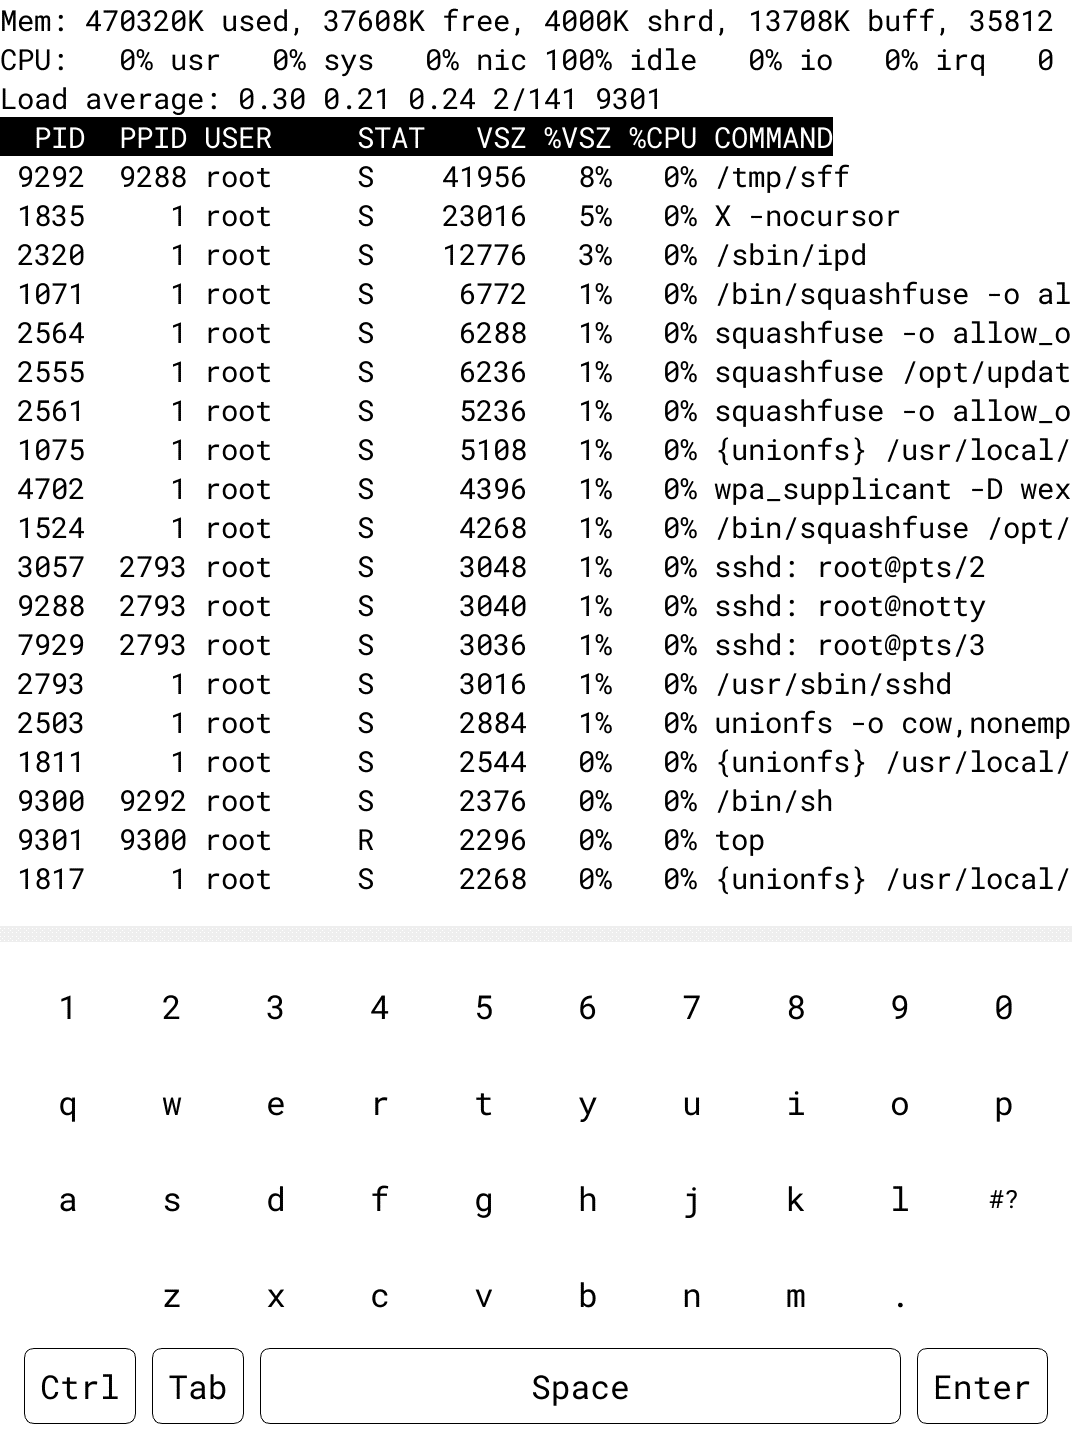 Mem: 470320K used, 37608K free, 4000K shrd, 13708K buff, 35812
CPU:   0% usr   0% sys   0% nic 100% idle   0% io   0% irq   0
Load average: 0.30 0.21 0.24 2/141 9301
  PID  PPID USER     STAT   VSZ %VSZ %CPU COMMAND
 9292  9288 root     S    41956   8%   0% /tmp/sff
 1835     1 root     S    23016   5%   0% X -nocursor
 2320     1 root     S    12776   3%   0% /sbin/ipd
 1071     1 root     S     6772   1%   0% /bin/squashfuse -o al
 2564     1 root     S     6288   1%   0% squashfuse -o allow_o
 2555     1 root     S     6236   1%   0% squashfuse /opt/updat
 2561     1 root     S     5236   1%   0% squashfuse -o allow_o
 1075     1 root     S     5108   1%   0% {unionfs} /usr/local/
 4702     1 root     S     4396   1%   0% wpa_supplicant -D wex
 1524     1 root     S     4268   1%   0% /bin/squashfuse /opt/
 3057  2793 root     S     3048   1%   0% sshd: root@pts/2
 9288  2793 root     S     3040   1%   0% sshd: root@notty
 7929  2793 root     S     3036   1%   0% sshd: root@pts/3
 2793     1 root     S     3016   1%   0% /usr/sbin/sshd
 2503     1 root     S     2884   1%   0% unionfs -o cow,nonemp
 1811     1 root     S     2544   0%   0% {unionfs} /usr/local/
 9300  9292 root     S     2376   0%   0% /bin/sh
 9301  9300 root     R     2296   0%   0% top
 1817     1 root     S     2268   0%   0% {unionfs} /usr/local/
1 2 3 4 5 6 7 8 9 0
q w e r t y u i o p
a s d f g h j k l #?
z x c v b n m .
Ctrl Tab Space Enter